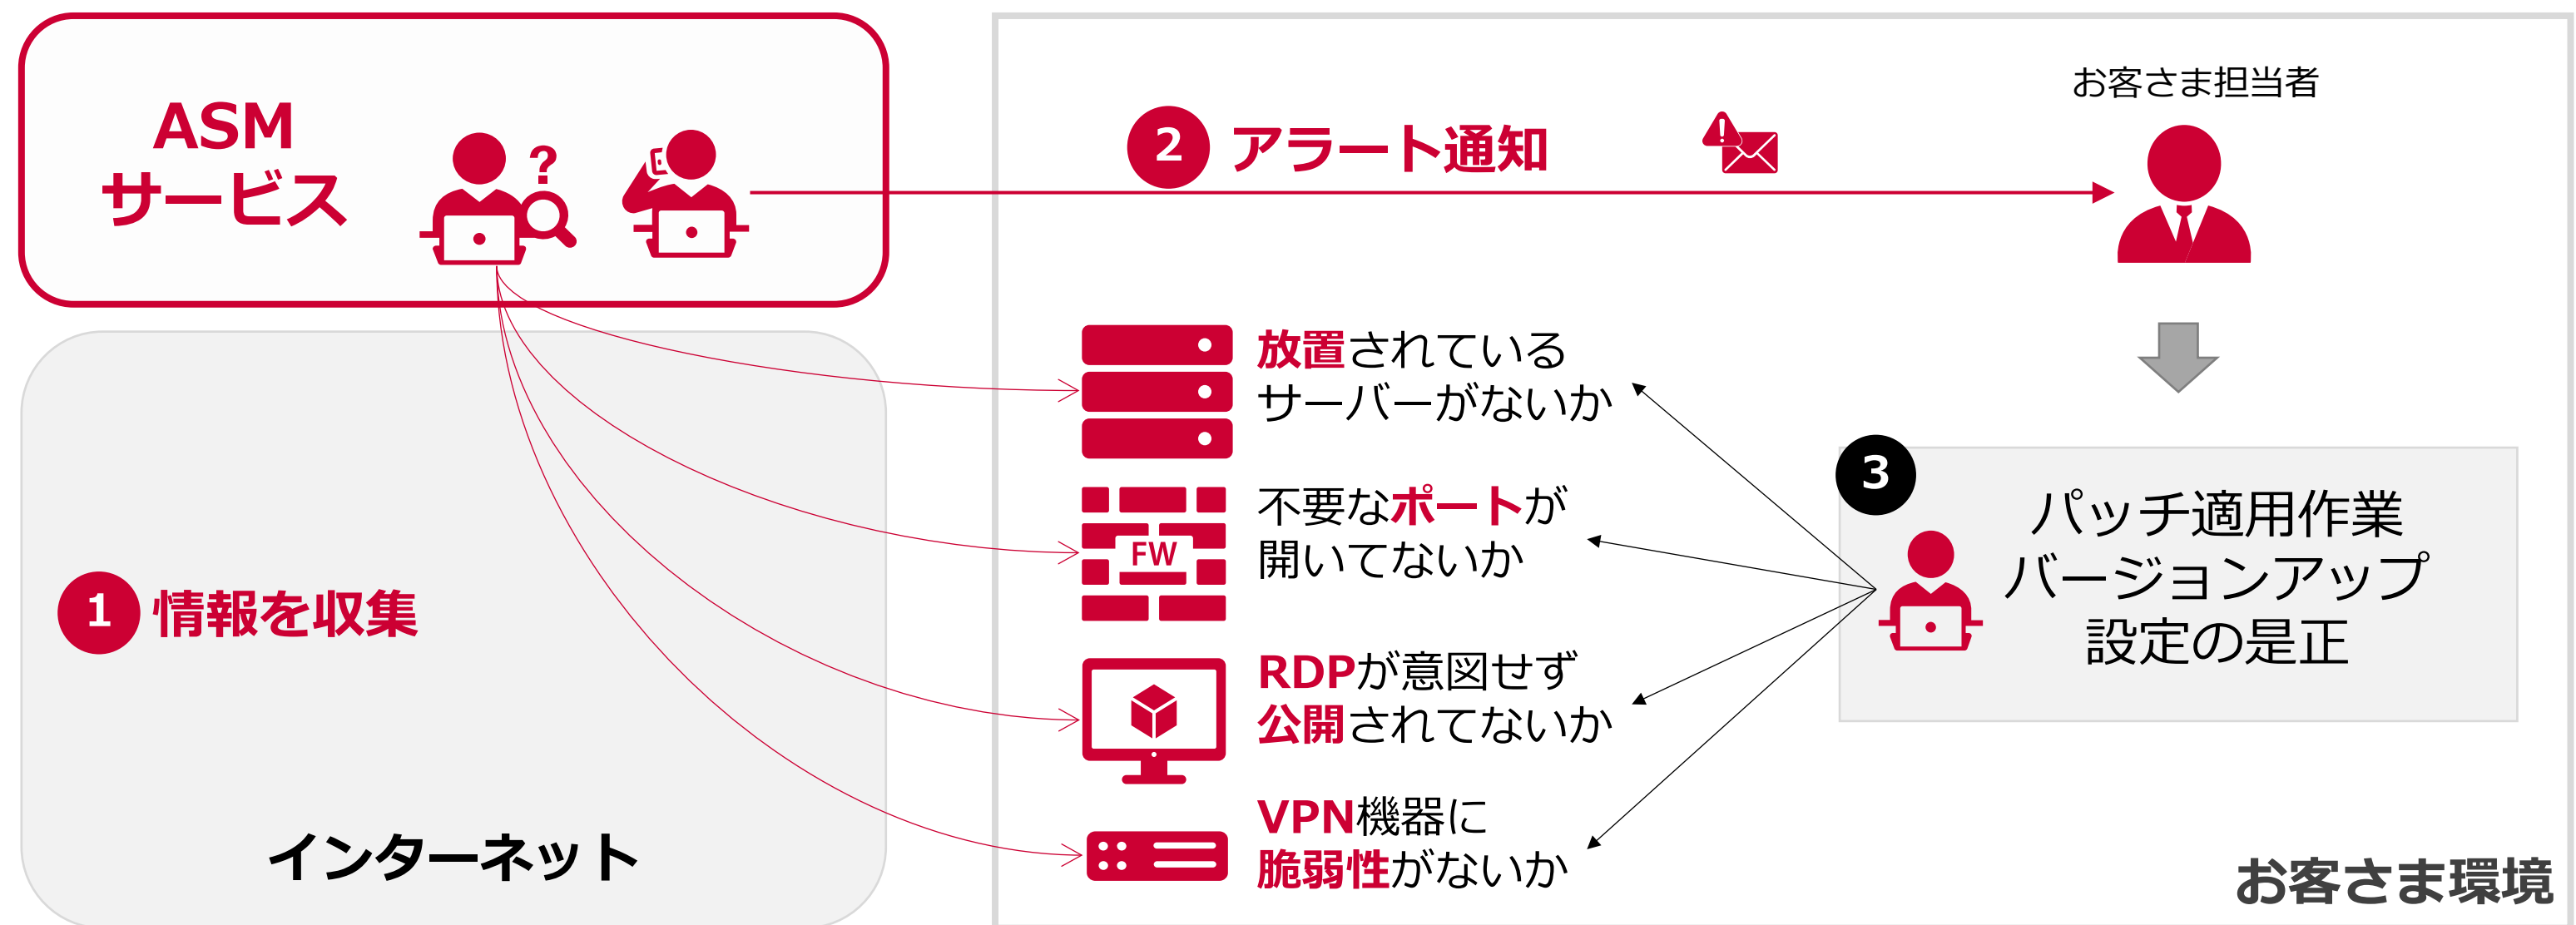 ASM
サービス
?
2 アラート通知
!
お客さま担当者
1 情報を収集
インターネット
放置されている
サーバーがないか
FW
不要なポートが
開いてないか
RDPが意図せず
公開されてないか
VPN機器に
脆弱性がないか
3
パッチ適用作業
バージョンアップ
設定の是正
お客さま環境